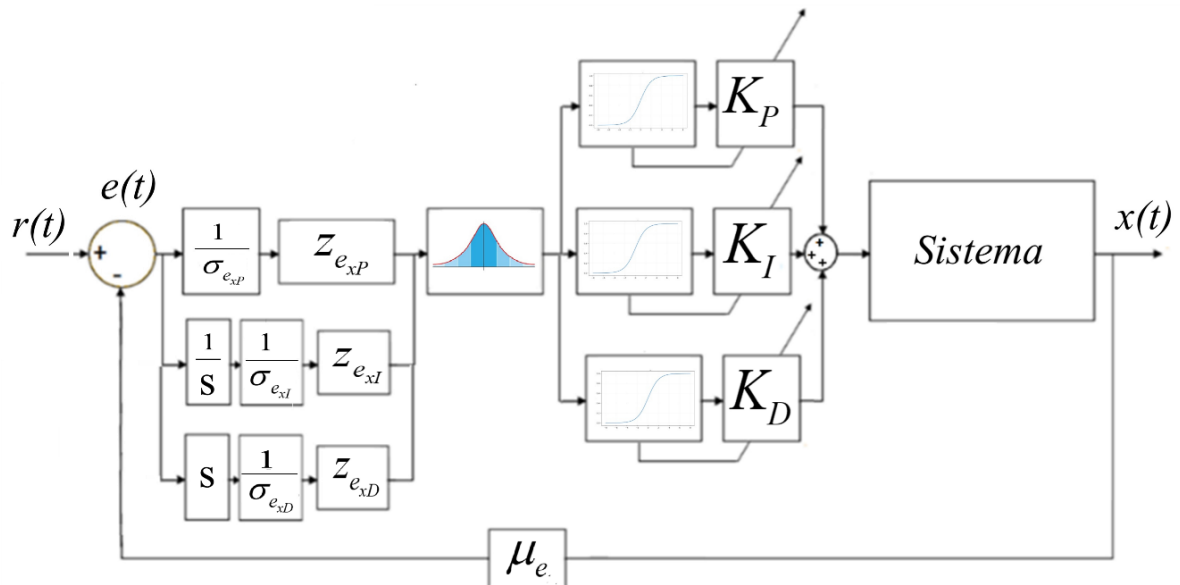 r(t)
e(t)
+
-
1
σ_{e_{xP}}
z_{e_{xP}}
1
s
1
σ_{e_{xI}}
z_{e_{xI}}
s
1
σ_{e_{xD}}
z_{e_{xD}}
K_P
K_I
K_D
+
+
+
Sistema
x(t)
μ_e.